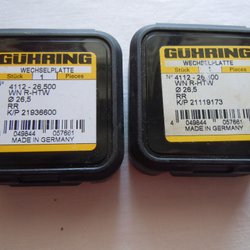 GÜHRING
WECHSELPLATTE
Stück 1 Pieces
4112 - 26,500
WN R-HTW
Ø 26,5
RR
K/P 21936600
4 049844 057661
MADE IN GERMANY
GÜHRING
WECHSELPLATTE
Stück 1 Pieces
N° 4112 - 26,500
WN R-HTW
Ø 26,5
RR
K/P 21119173
4 049844 057661
MADE IN GERMANY